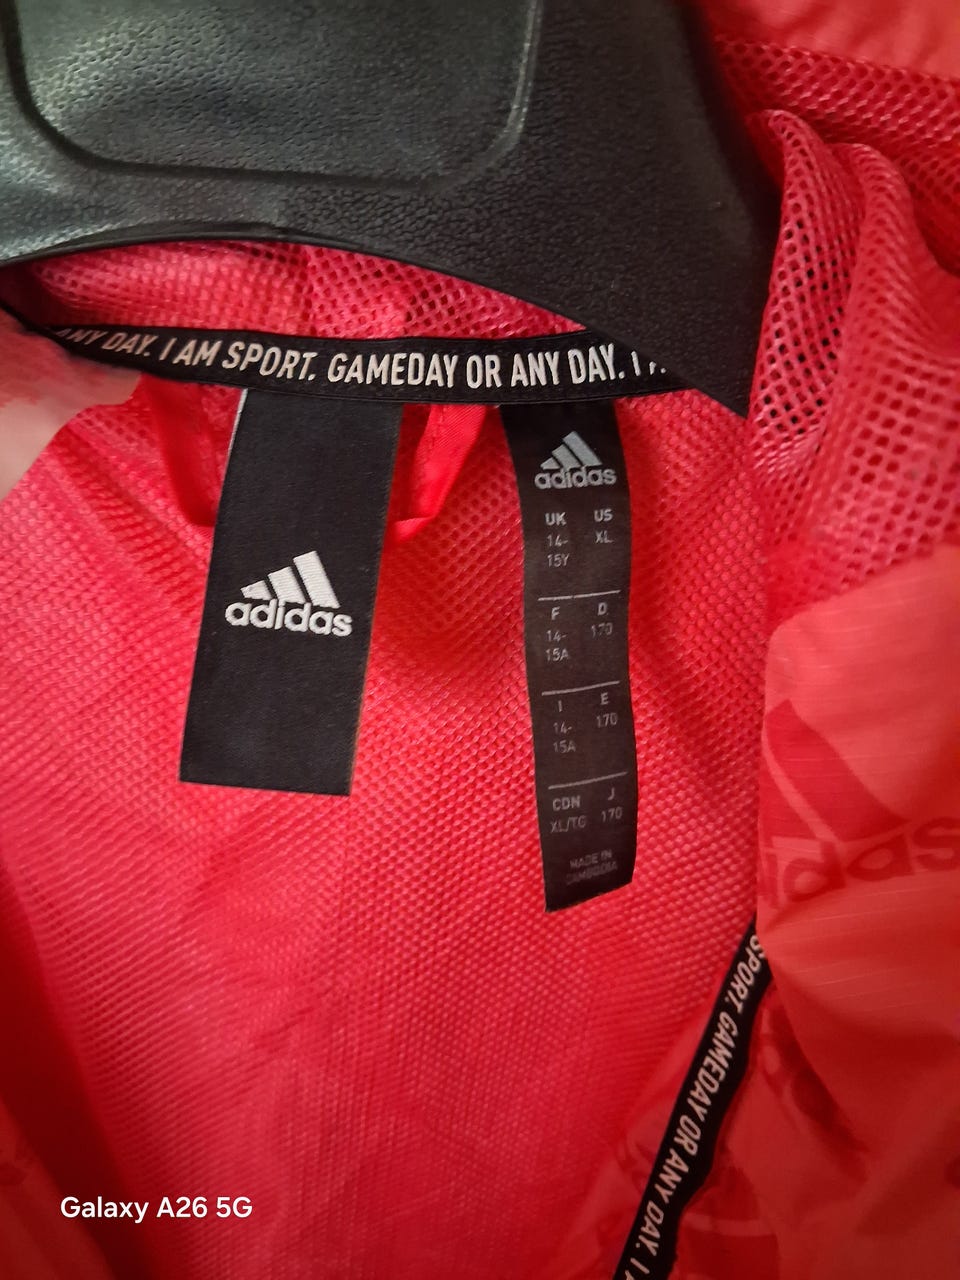 ANY DAY. I AM SPORT. GAMEDAY OR ANY DAY. I
adidas
adidas
UK US
14-15Y XL
F D
14-15A 170
I E
14-15A 170
CDN J
XL/TG 170
MADE IN
CAMBODIA
adidas
SPORT. GAMEDAY OR ANY DAY. I
Galaxy A26 5G